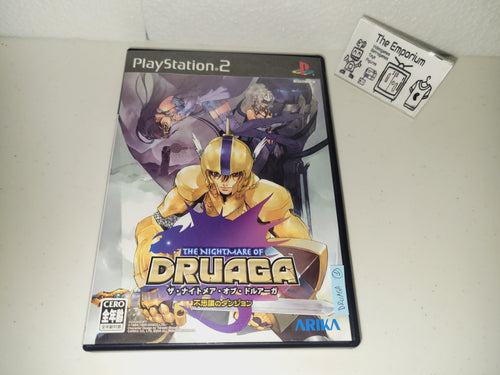 PlayStation.2
The Emporium
THE NIGHTMARE OF
DRUAGA
ザ・ナイトメア・オブ・ドルアーガ
不思議のダンジョン
CERO
全年齢
ARIKA
DRUAGA